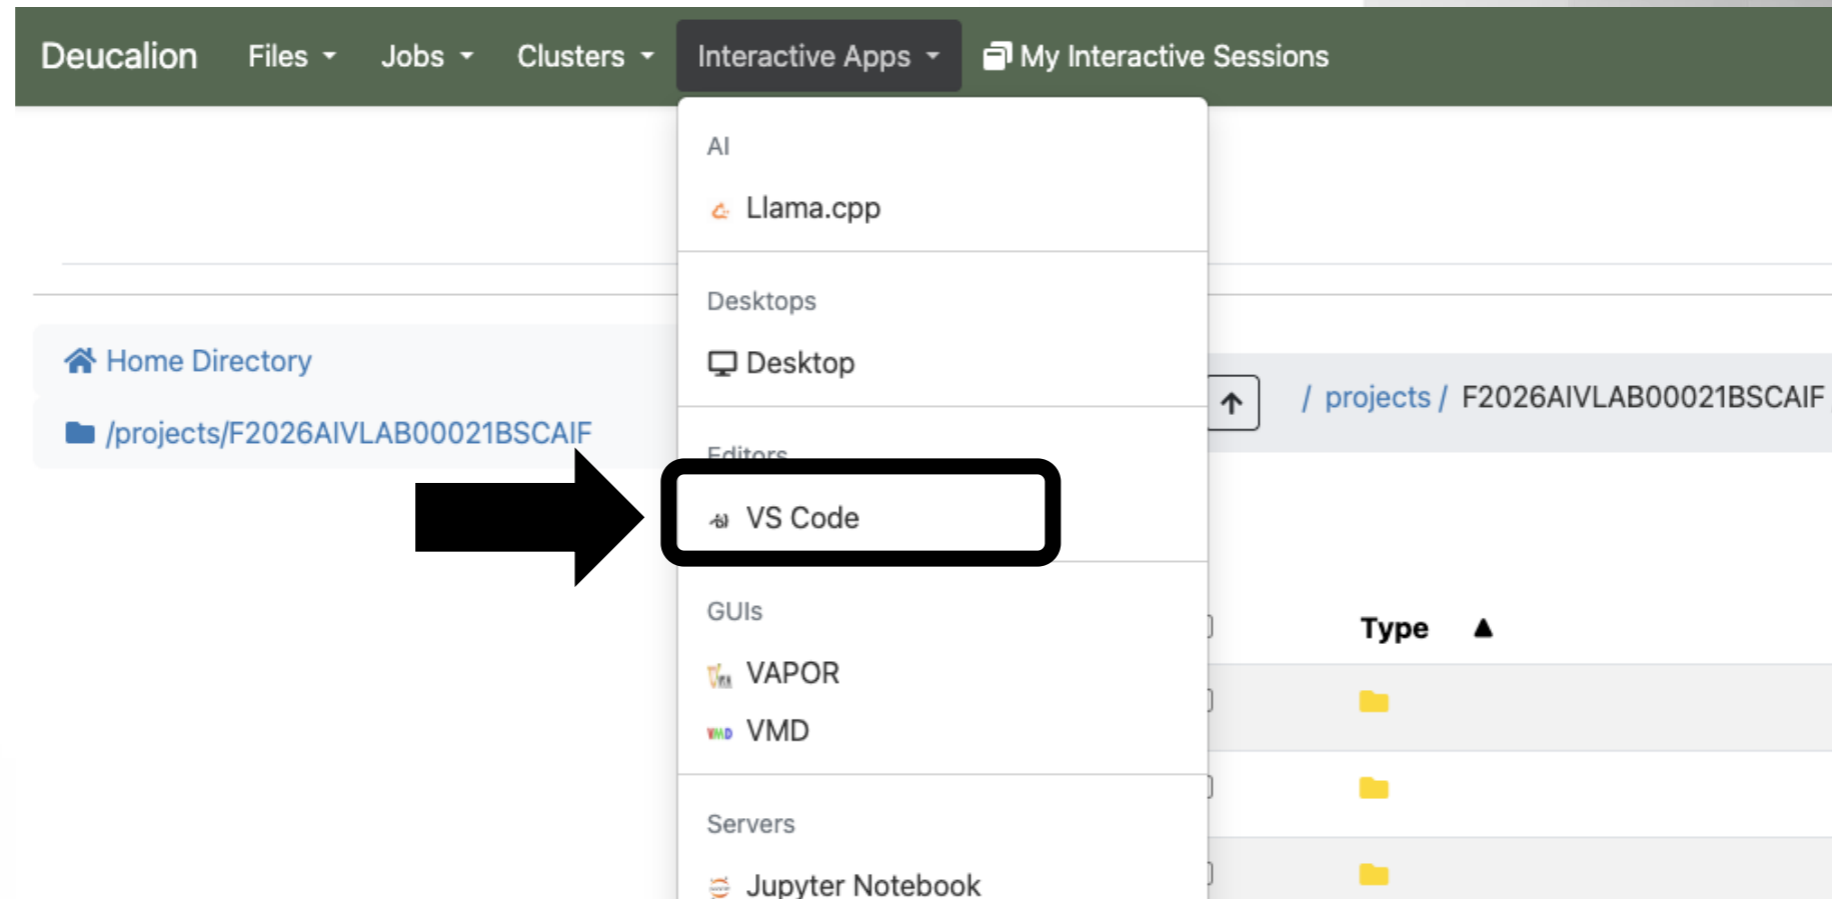 Deucalion Files Jobs Clusters Interactive Apps My Interactive Sessions
AI
Llama.cpp
Desktops
Desktop
Editors
VS Code
GUIs
VAPOR
VMD
VMD
Servers
Jupyter Notebook
Home Directory
/projects/F2026AIVLAB00021BSCAIF
/ projects / F2026AIVLAB00021BSCAIF
Type